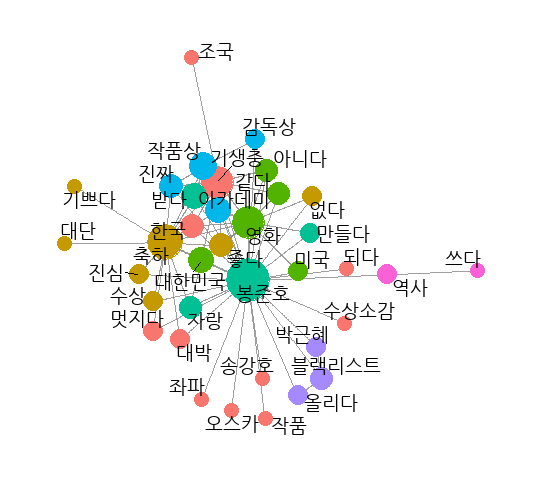 조국
감독상
작품상
기생충
아니다
진짜
같다
기쁘다
받다
아카데미
없다
대단
한국
영화
만들다
축하
좋다
미국
되다
쓰다
진심
대한민국
봉준호
역사
수상
수상소감
멋지다
자랑
박근혜
대박
송강호
블랙리스트
좌파
올리다
오스카
작품